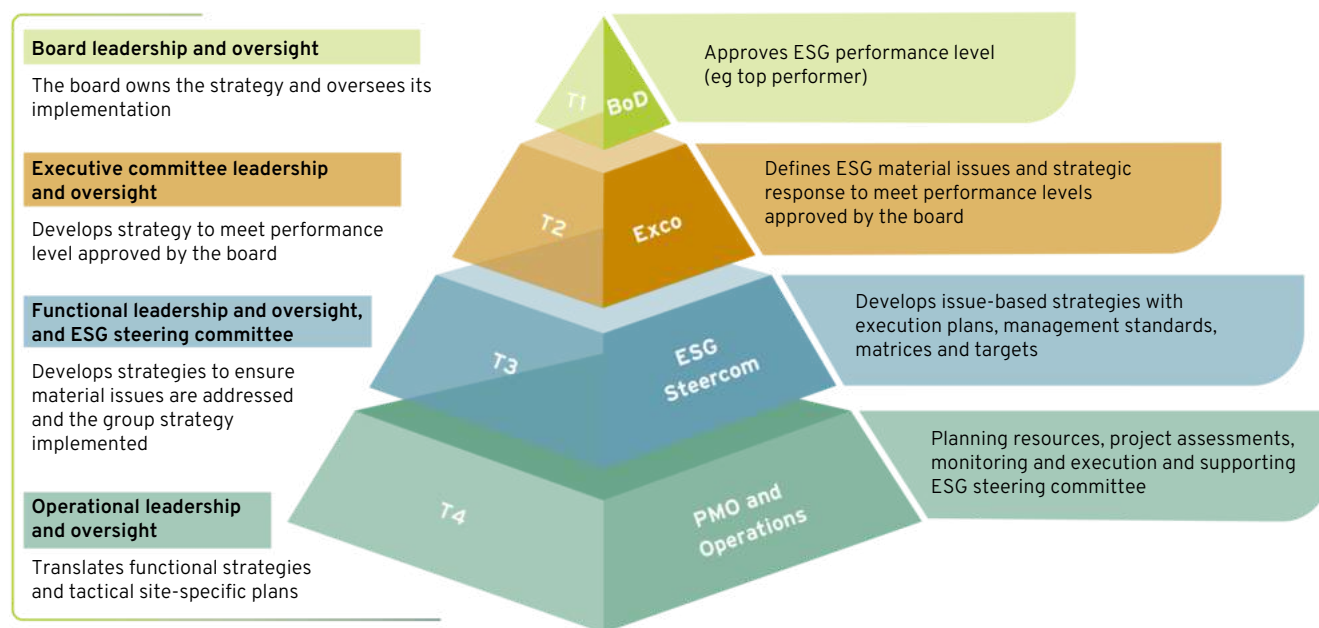 Board leadership and oversight
The board owns the strategy and oversees its
implementation
T1
BoD
Approves ESG performance level
(eg top performer)
Executive committee leadership
and oversight
Develops strategy to meet performance
level approved by the board
T2
Exco
Defines ESG material issues and strategic
response to meet performance levels
approved by the board
Functional leadership and oversight,
and ESG steering committee
Develops strategies to ensure
material issues are addressed
and the group strategy
implemented
T3
ESG
Steercom
Develops issue-based strategies with
execution plans, management standards,
matrices and targets
Operational leadership
and oversight
Translates functional strategies
and tactical site-specific plans
T4
PMO and
Operations
Planning resources, project assessments,
monitoring and execution and supporting
ESG steering committee